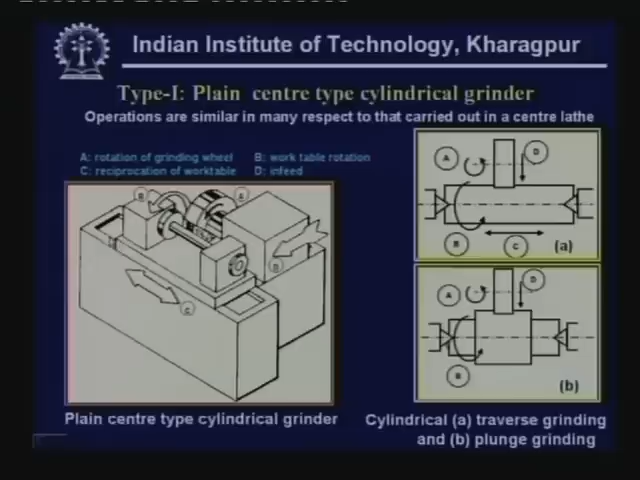 Indian Institute of Technology, Kharagpur
Type-I: Plain centre type cylindrical grinder
Operations are similar in many respect to that carried out in a centre lathe
A: rotation of grinding wheel B: work table rotation
C: reciprocation of worktable D: infeed
B
A
D
C
A
D
B
C
(a)
A
D
B
(b)
Plain centre type cylindrical grinder
Cylindrical (a) traverse grinding
and (b) plunge grinding